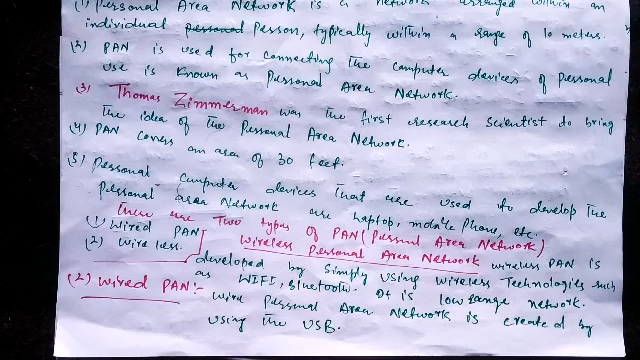 (1) Personal Area Network is a network arranged within an
individual personal person, typically within a range of 10 meters.
(2) PAN is used for connecting the computer devices of personal
use is known as Personal Area Network.
(3) Thomas Zimmerman was the first research scientist to bring
the idea of the Personal Area Network.
(4) PAN covers an area of 30 feet.
(5) Personal computer devices that are used to develop the
personal area Network are laptop, mobile phone, etc.
There are Two types of PAN (Personal Area Network)
(1) Wired PAN
(2) Wireless.
Wireless Personal Area Network wireless PAN is
developed by simply using wireless Technologies such
as WIFI, Bluetooth. It is low range network.
(2) Wired PAN:- Wire Personal Area Network is created by
using the USB.